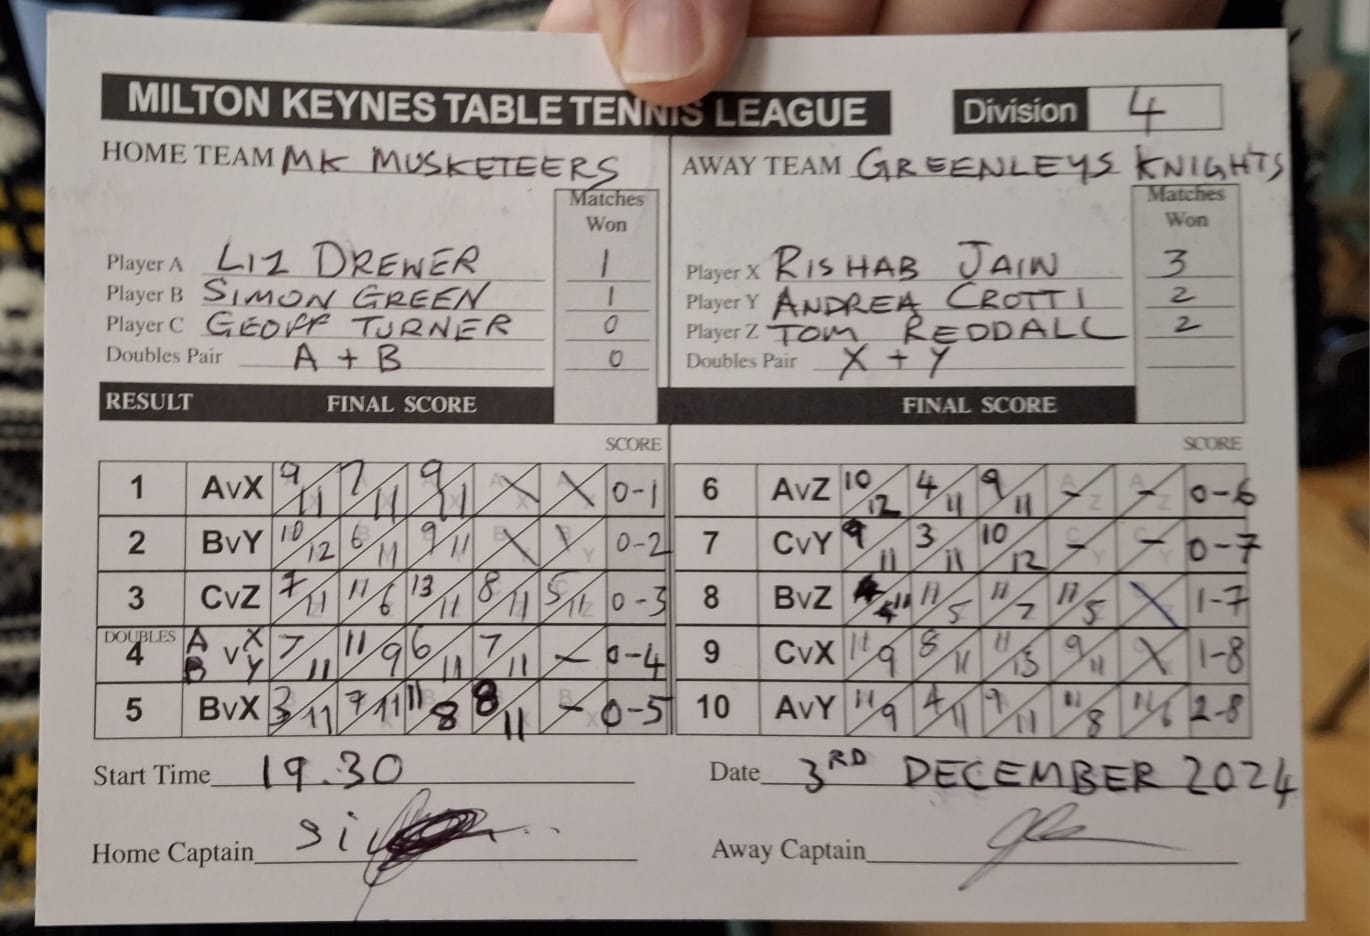 MILTON KEYNES TABLE TENNIS LEAGUE Division 4
HOME TEAM MK MUSKETEERS AWAY TEAM GREENLEYS KNIGHTS
Matches Won Matches Won
Player A LIZ DREWER 1 Player X RISHAB JAIN 3
Player B SIMON GREEN 1 Player Y ANDREA CROTTI 2
Player C GEOFF TURNER 0 Player Z TOM REDDALL 2
Doubles Pair A + B 0 Doubles Pair X + Y
RESULT FINAL SCORE FINAL SCORE
SCORE SCORE
1 AvX 9/11 7/11 9/11 0-1 6 AvZ 10/12 4/11 9/11 - - 0-6
2 BvY 10/12 6/11 9/11 0-2 7 CvY 9/11 3/11 10/12 - - 0-7
3 CvZ 7/11 11/6 13/11 8/11 5/11 0-3 8 BvZ 11/5 11/7 11/5 1-7
DOUBLES
4 A B v X Y 7/11 11/9 6/11 7/11 - 0-4 9 CvX 11/9 8/11 11/13 9/11 1-8
5 BvX 3/11 7/11 11/8 8/11 - 0-5 10 AvY 11/9 4/11 9/11 11/8 11/6 2-8
Start Time 19.30 Date 3RD DECEMBER 2024
Home Captain Si Away Captain